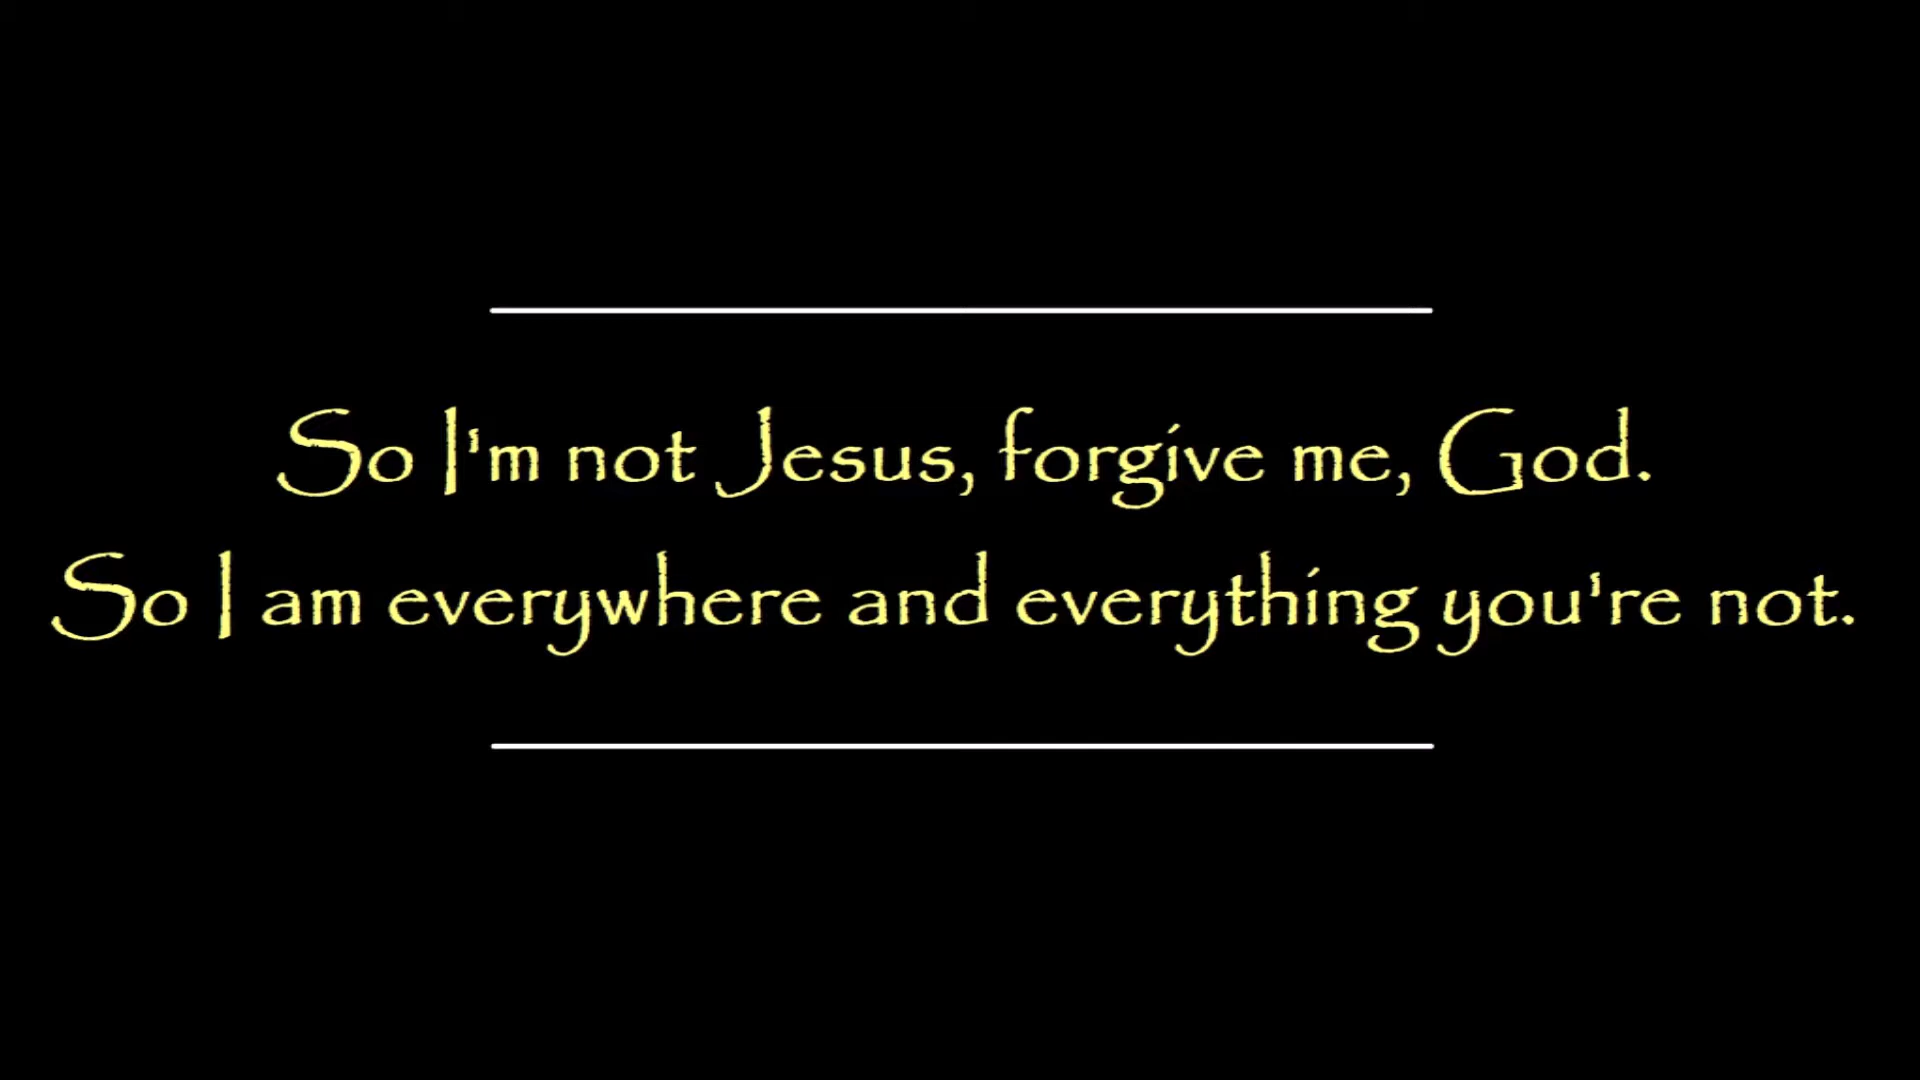 So I'm not Jesus, forgive me, God.
So I am everywhere and everything you're not.